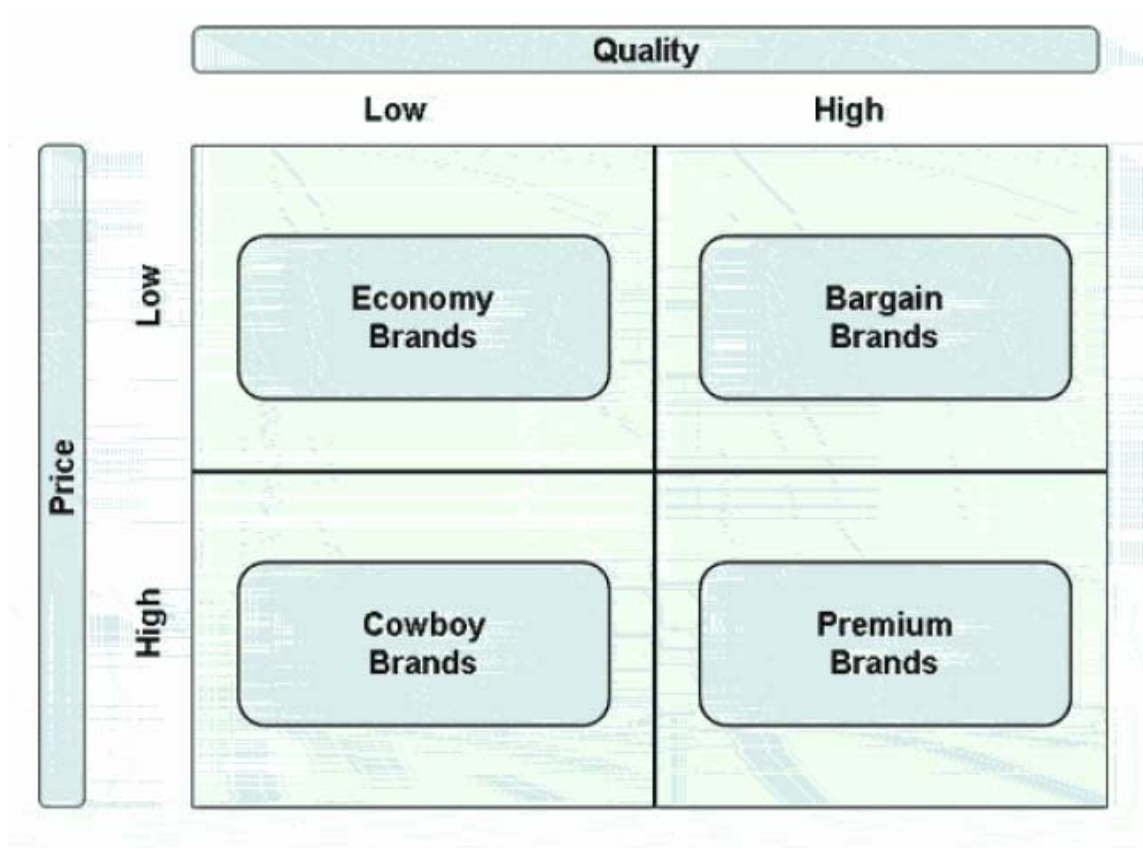 Quality
Low
High
Price
Low
Economy
Brands
Bargain
Brands
High
Cowboy
Brands
Premium
Brands